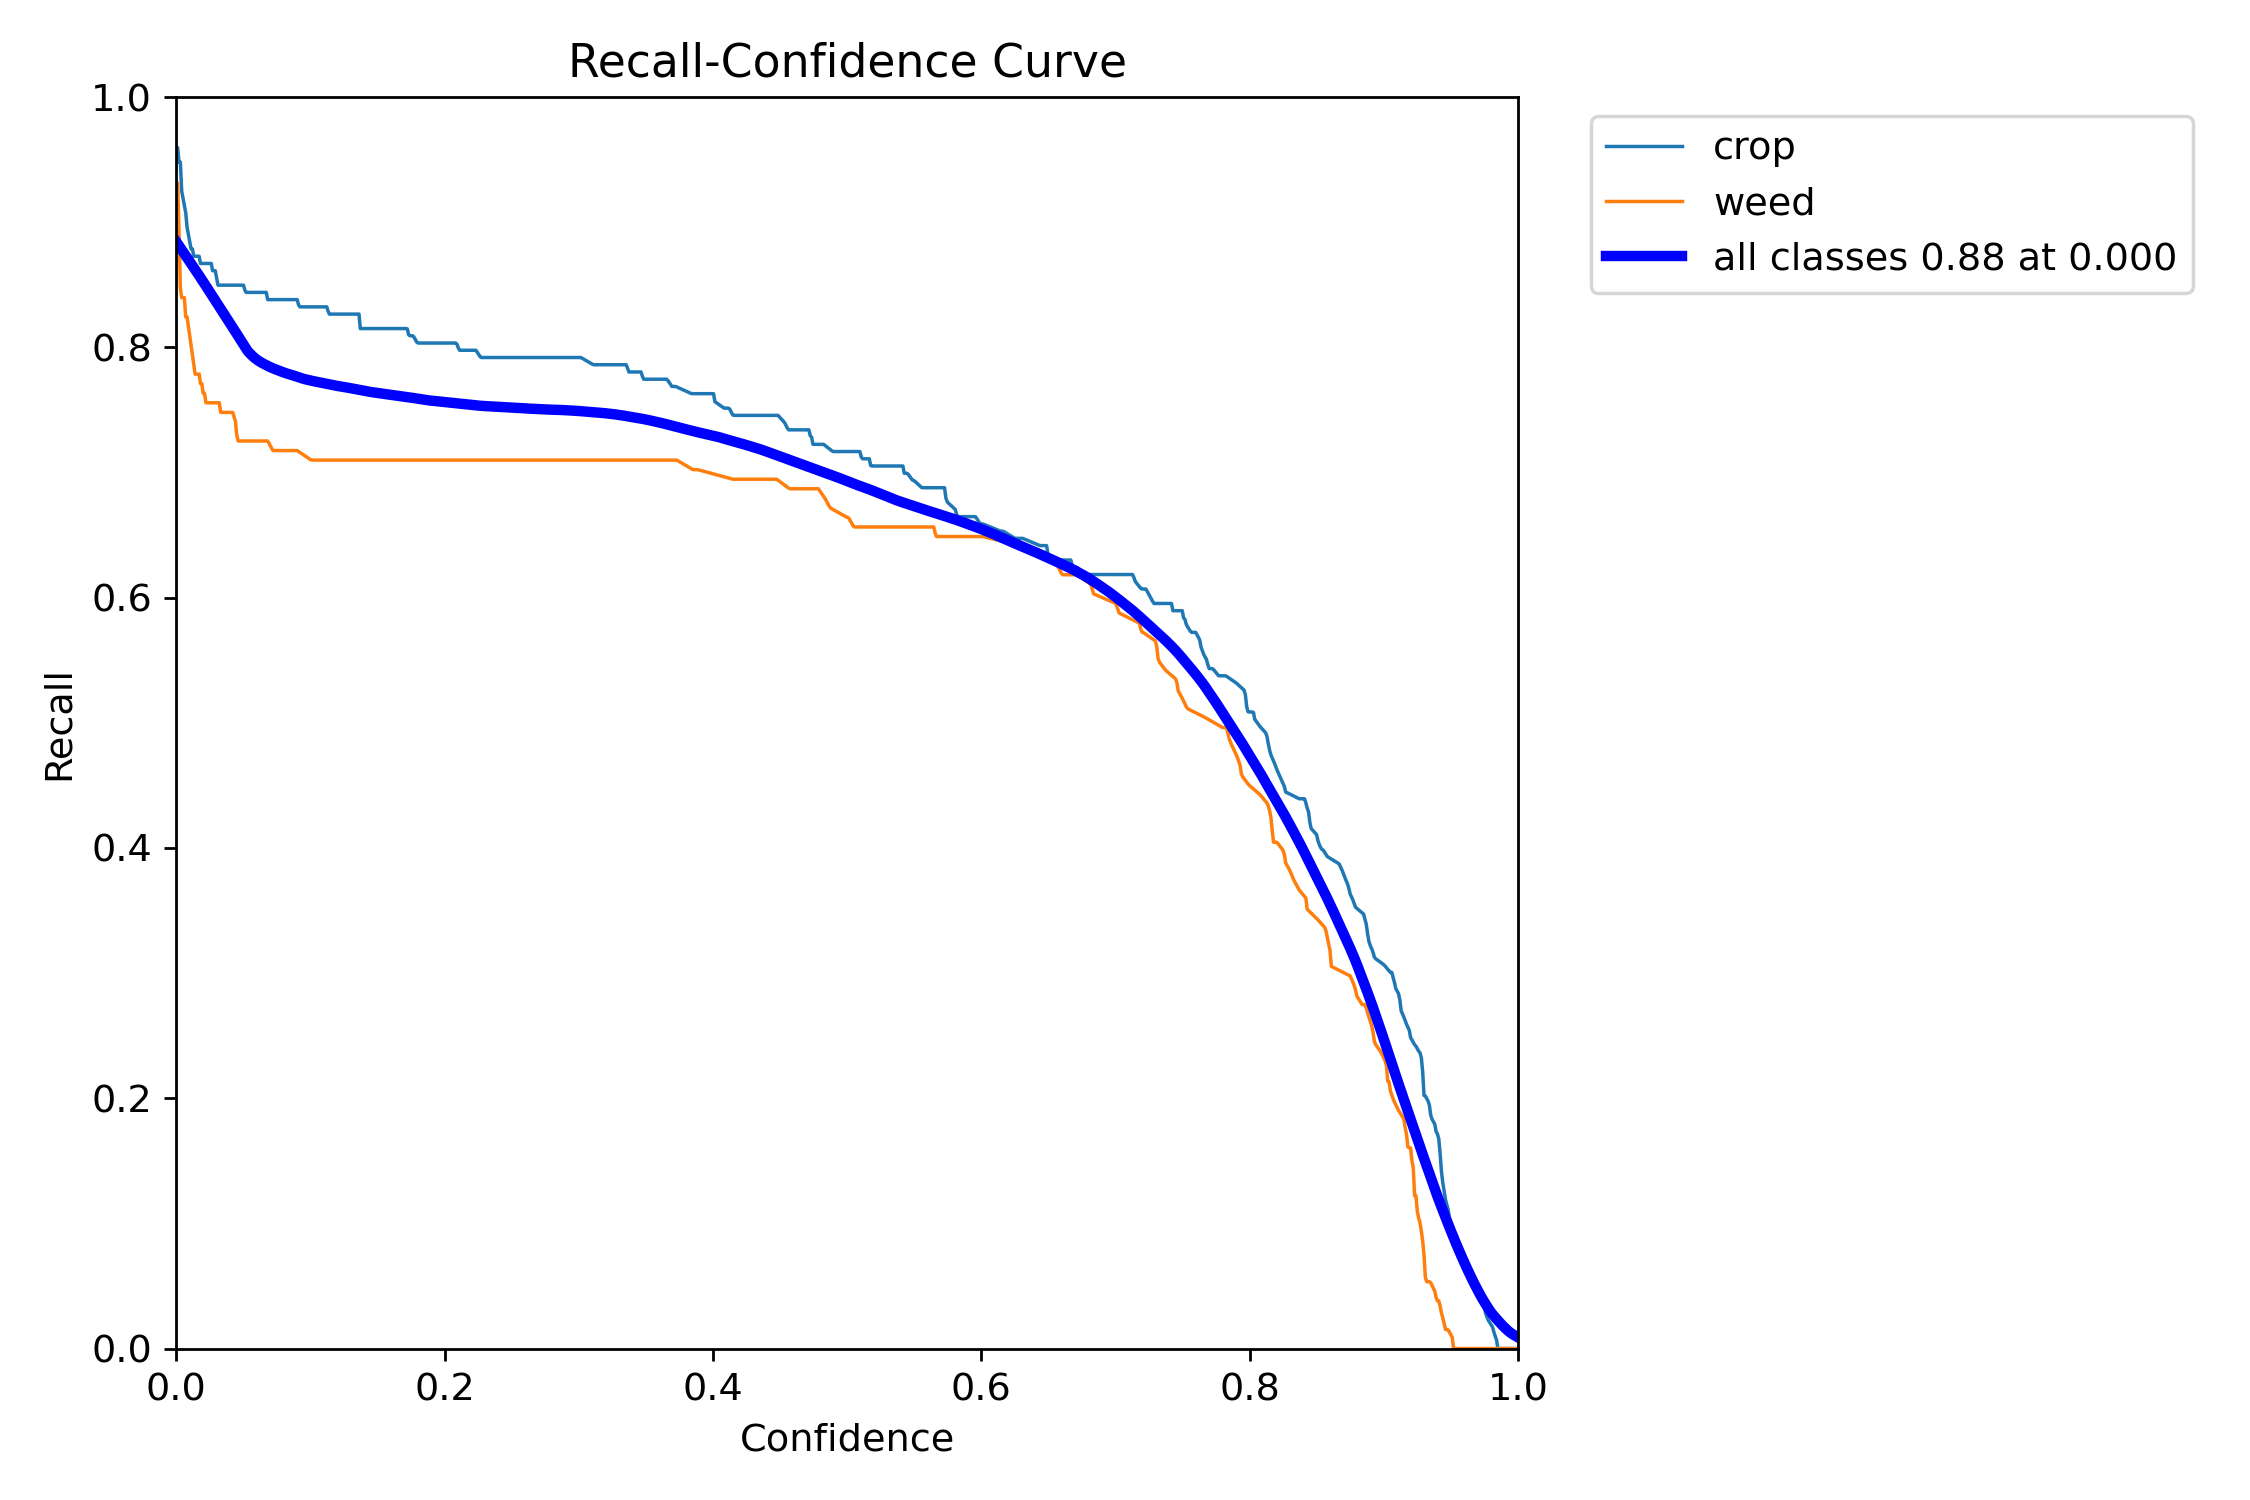 Recall-Confidence Curve
1.0
0.8
0.6
0.4
0.2
0.0
Recall
0.0 0.2 0.4 0.6 0.8 1.0
Confidence
crop
weed
all classes 0.88 at 0.000